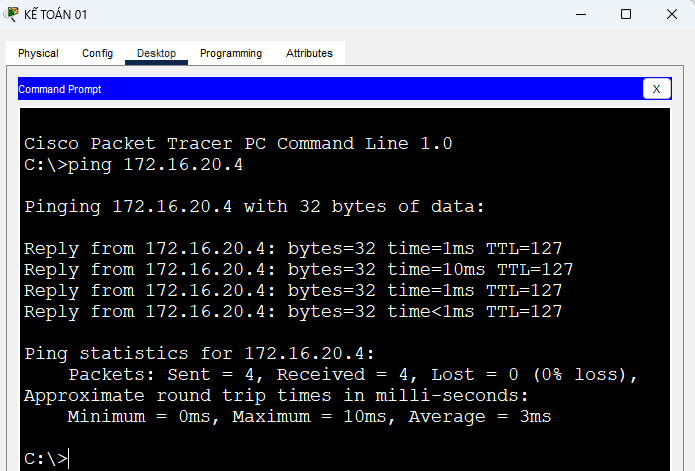 KẾ TOÁN 01
Physical Config Desktop Programming Attributes
Command Prompt X
Cisco Packet Tracer PC Command Line 1.0
C:\>ping 172.16.20.4
Pinging 172.16.20.4 with 32 bytes of data:
Reply from 172.16.20.4: bytes=32 time=1ms TTL=127
Reply from 172.16.20.4: bytes=32 time=10ms TTL=127
Reply from 172.16.20.4: bytes=32 time=1ms TTL=127
Reply from 172.16.20.4: bytes=32 time<1ms TTL=127
Ping statistics for 172.16.20.4:
Packets: Sent = 4, Received = 4, Lost = 0 (0% loss),
Approximate round trip times in milli-seconds:
Minimum = 0ms, Maximum = 10ms, Average = 3ms
C:\>